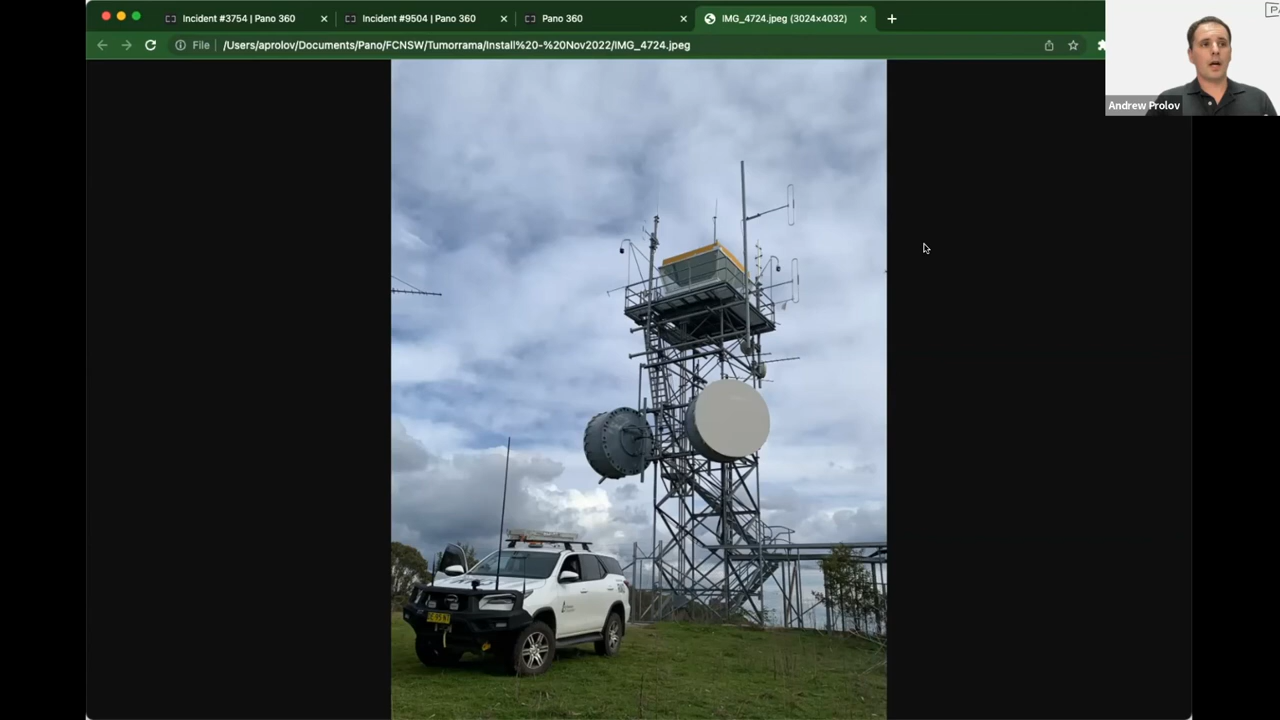 Incident #3754 | Pano 360
Incident #9504 | Pano 360
Pano 360
IMG_4724.jpeg (3024×4032)
File
/Users/aprolov/Documents/Pano/FCNSW/Tumorrama/Install%20-%20Nov2022/IMG_4724.jpeg
Andrew Prolov